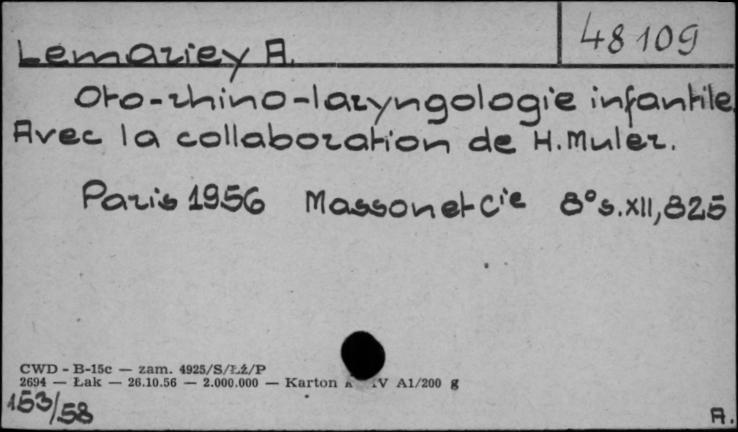 48109
Lemariey A.
Oto-rhino-laryngologie infantile.
Avec la collaboration de H. Muler.
Paris 1956 Masson et Cie 8° s. XII, 825
CWD - B-15c — zam. 4925/S/ŁŻ/P
2694 — Łak — 26.10.56 — 2.000.000 — Karton A1/200 g
153/58
A.